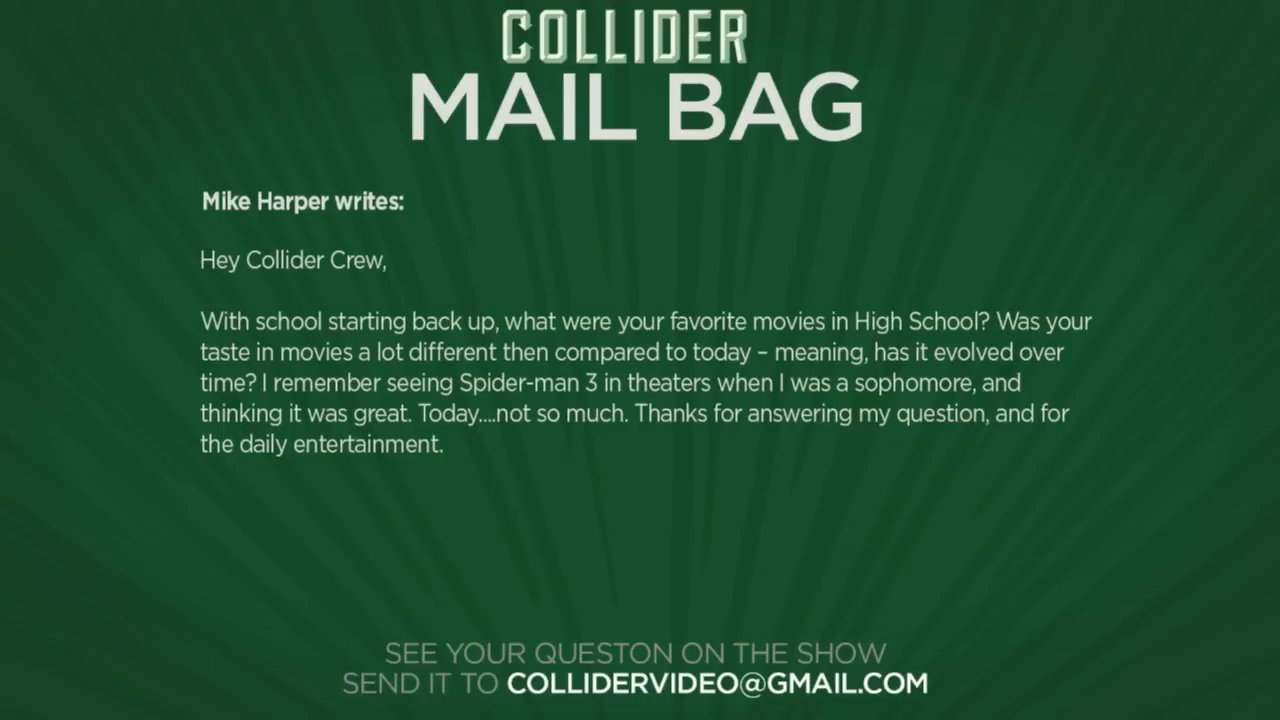 COLLIDER
MAIL BAG
Mike Harper writes:
Hey Collider Crew,
With school starting back up, what were your favorite movies in High School? Was your
taste in movies a lot different then compared to today – meaning, has it evolved over
time? I remember seeing Spider-man 3 in theaters when I was a sophomore, and
thinking it was great. Today....not so much. Thanks for answering my question, and for
the daily entertainment.
SEE YOUR QUESTON ON THE SHOW
SEND IT TO COLLIDERVIDEO@GMAIL.COM